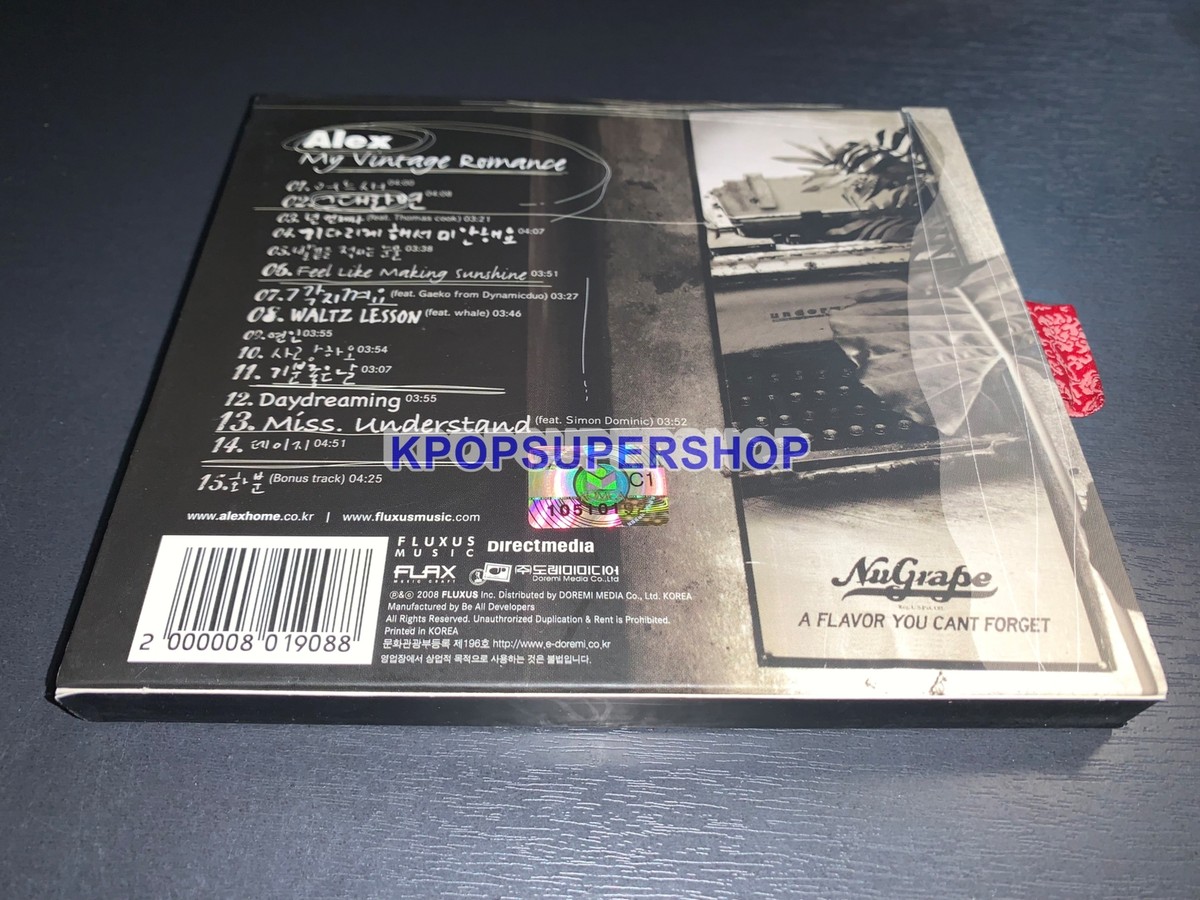 Alex
My Vintage Romance
01. 04:00
02. 그대라면 04:08
03. (feat. Thomas cook) 03:21
04. 기다리게 해서 미안해요 04:07
05. 눈물 03:38
06. Feel Like Making Sunshine 03:51
07. (feat. Gaeko from Dynamicduo) 03:27
08. WALTZ LESSON (feat. whale) 03:46
09. 연인 03:55
10. 사랑하오 03:54
11. 기분좋은날 03:07
12. Daydreaming 03:55
13. Miss. Understand (feat. Simon Dominic) 03:52
14. 데이지 04:51
15. 화분 (Bonus track) 04:25
KPOPSUPERSHOP
C1
www.alexhome.co.kr | www.fluxusmusic.com
FLUXUS
MUSIC
DIRECTmedia
FLAX
MUSIC CRAFT
㈜도레미미디어
Doremi Media Co.,Ltd
℗&© 2008 FLUXUS Inc. Distributed by DOREMI MEDIA Co., Ltd. KOREA
Manufactured by Be All Developers
All Rights Reserved. Unauthrorized Duplication & Rent is Prohibited.
Printed in KOREA
문화관광부등록 제196호 http://www.e-doremi.co.kr
영업장에서 상업적 목적으로 사용하는 것은 불법입니다.
2 000008 019088
NuGrape
A FLAVOR YOU CANT FORGET